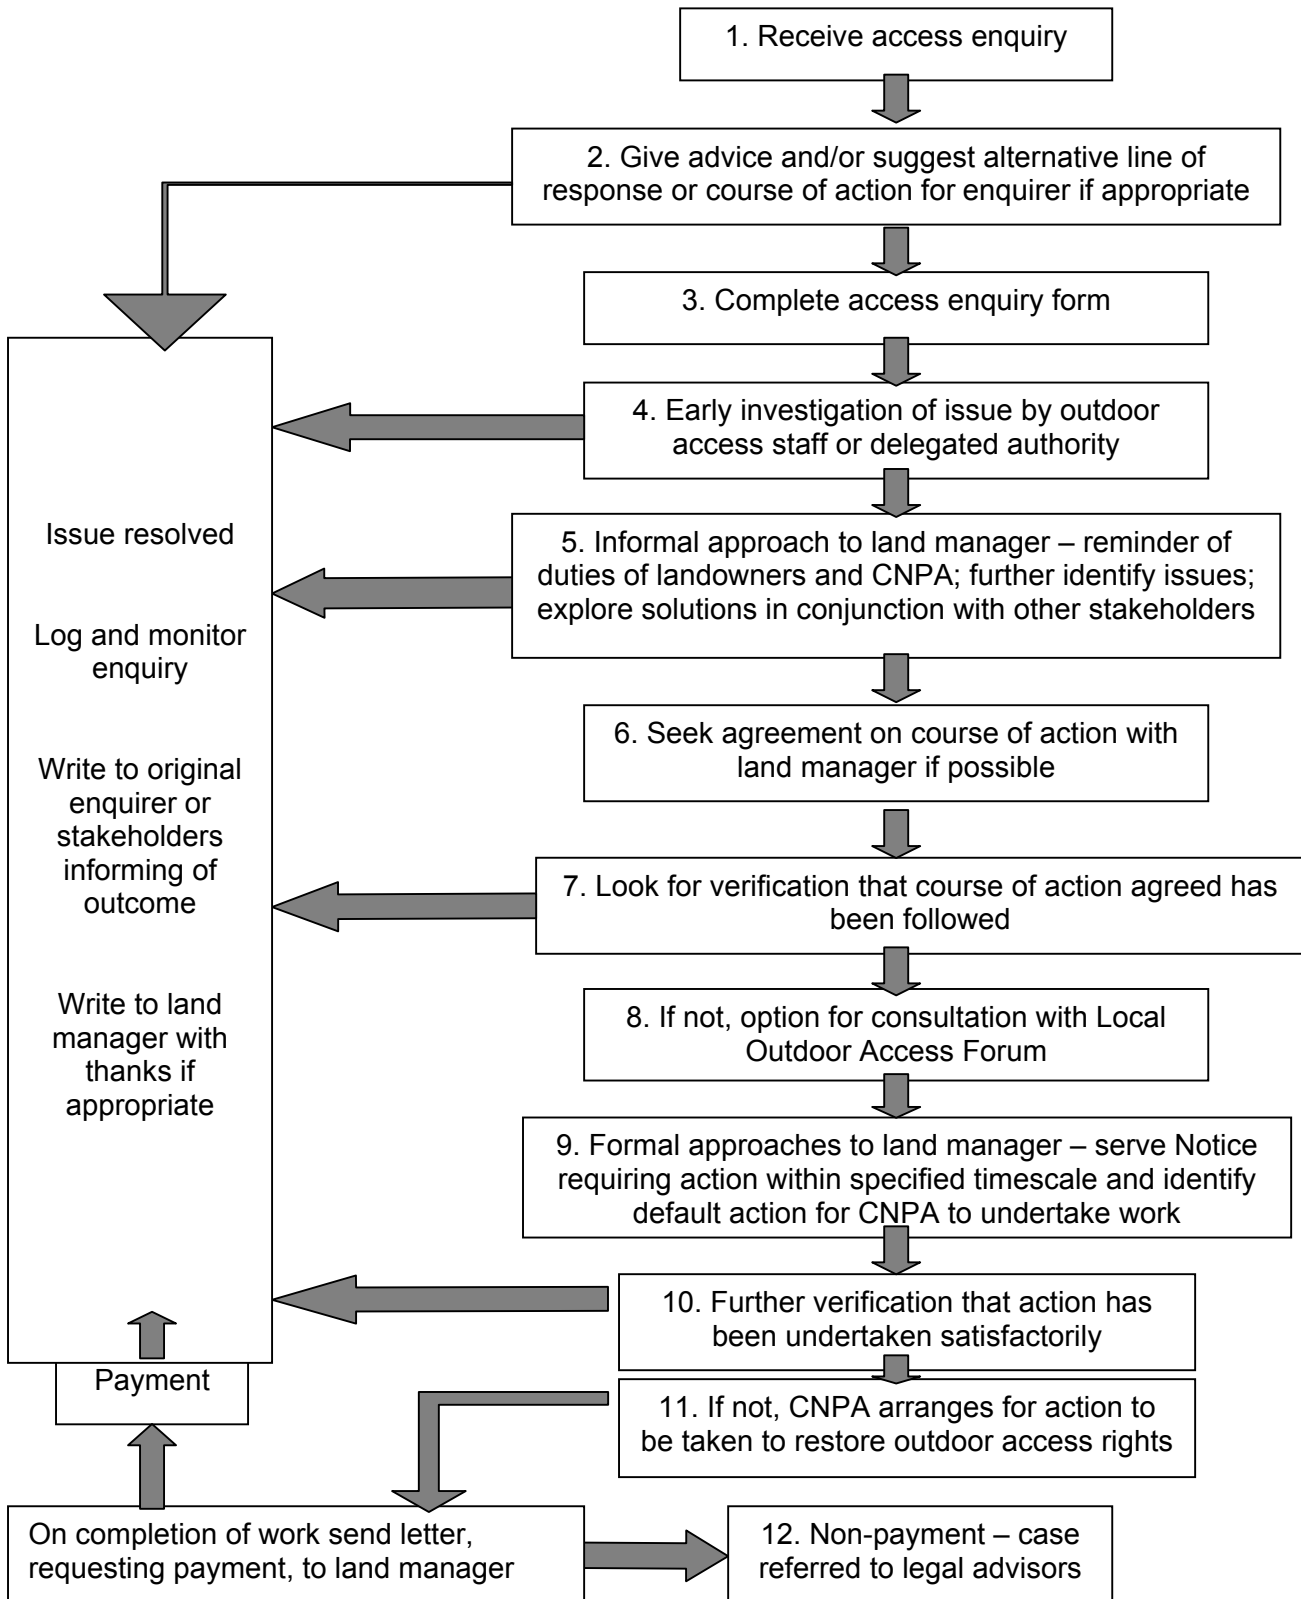 1. Receive access enquiry
2. Give advice and/or suggest alternative line of
response or course of action for enquirer if appropriate
3. Complete access enquiry form
4. Early investigation of issue by outdoor
access staff or delegated authority
5. Informal approach to land manager – reminder of
duties of landowners and CNPA; further identify issues;
explore solutions in conjunction with other stakeholders
6. Seek agreement on course of action with
land manager if possible
7. Look for verification that course of action agreed has
been followed
8. If not, option for consultation with Local
Outdoor Access Forum
9. Formal approaches to land manager – serve Notice
requiring action within specified timescale and identify
default action for CNPA to undertake work
10. Further verification that action has
been undertaken satisfactorily
11. If not, CNPA arranges for action to
be taken to restore outdoor access rights
Issue resolved
Log and monitor
enquiry
Write to original
enquirer or
stakeholders
informing of
outcome
Write to land
manager with
thanks if
appropriate
Payment
On completion of work send letter,
requesting payment, to land manager
12. Non-payment – case
referred to legal advisors